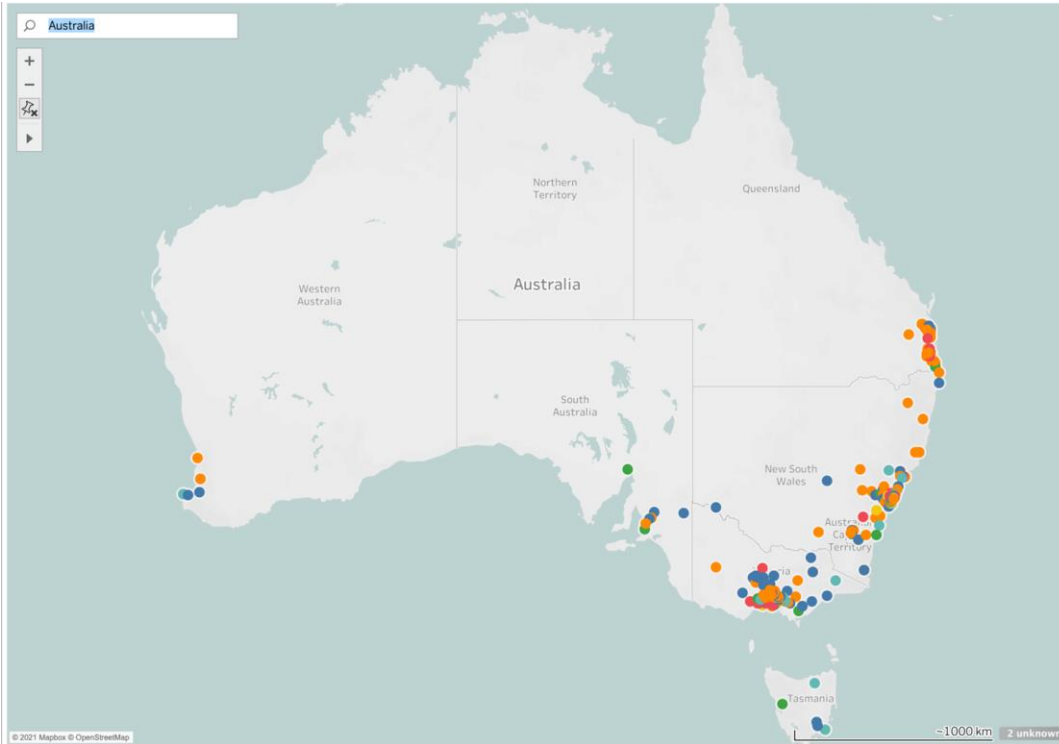 Australia
+
−
Northern
Territory
Queensland
Western
Australia
Australia
South
Australia
New South
Wales
Territory
Tasmania
~1000 km
2 unknown
© 2021 Mapbox © OpenStreetMap